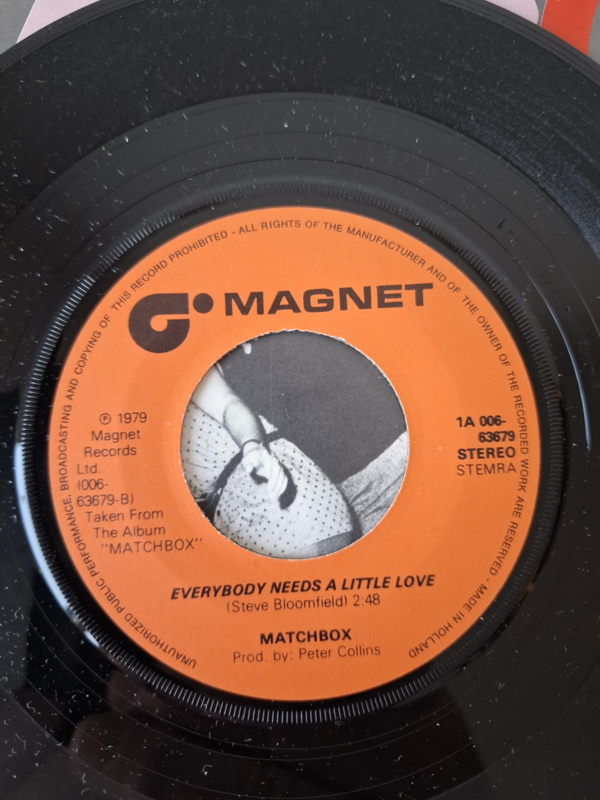 UNAUTHORIZED PUBLIC PERFORMANCE, BROADCASTING AND COPYING OF THIS RECORD PROHIBITED - ALL RIGHTS OF THE MANUFACTURER AND OF THE OWNER OF THE RECORDED WORK ARE RESERVED - MADE IN HOLLAND
MAGNET
℗ 1979
Magnet
Records
Ltd.
(006-
63679-B)
Taken From
The Album
"MATCHBOX"
1A 006-
63679
STEREO
STEMRA
EVERYBODY NEEDS A LITTLE LOVE
(Steve Bloomfield) 2:48
MATCHBOX
Prod. by: Peter Collins